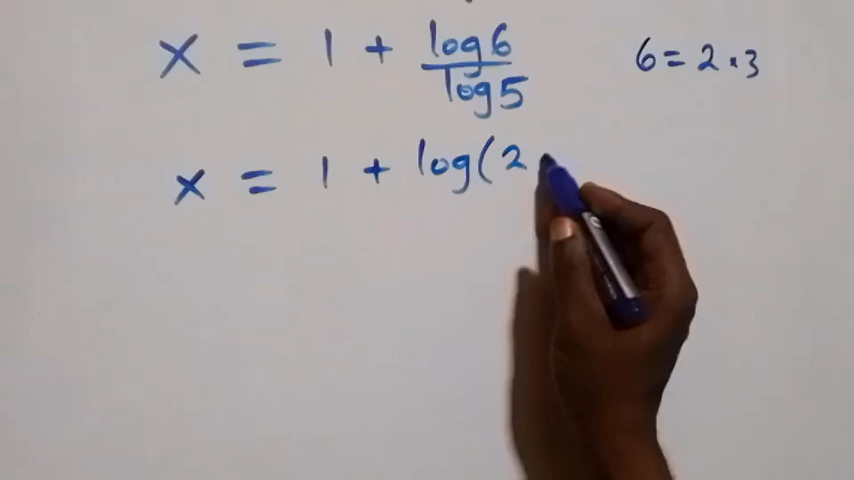 x = 1 + log6/log5
6 = 2 × 3
x = 1 + log(2